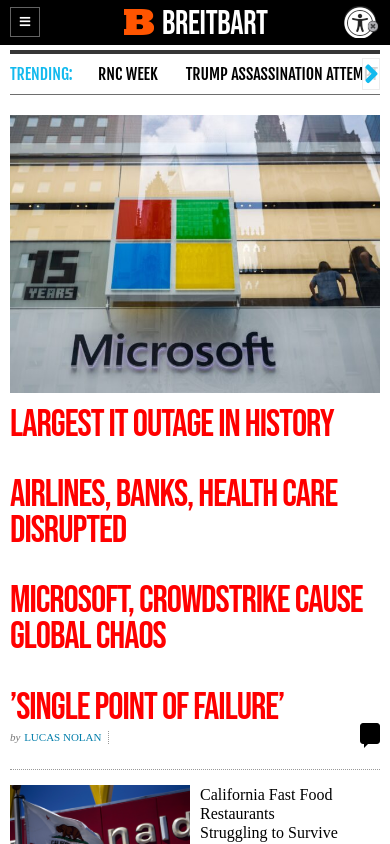 BREITBART
TRENDING:
RNC WEEK
TRUMP ASSASSINATION ATTEM
15
YEARS
Microsoft
LARGEST IT OUTAGE IN HISTORY
AIRLINES, BANKS, HEALTH CARE
DISRUPTED
MICROSOFT, CROWDSTRIKE CAUSE
GLOBAL CHAOS
’SINGLE POINT OF FAILURE’
by LUCAS NOLAN
California Fast Food
Restaurants
Struggling to Survive
nald